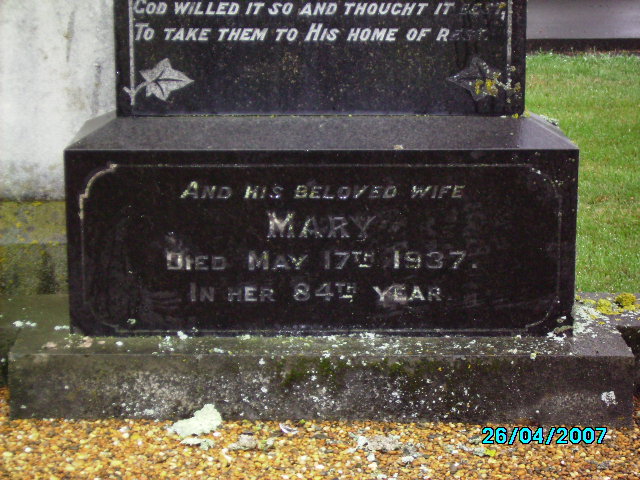 GOD WILLED IT SO AND THOUGHT IT BEST,
TO TAKE THEM TO HIS HOME OF REST.
AND HIS BELOVED WIFE
MARY
DIED MAY 17TH 1937.
IN HER 84TH YEAR.
26/04/2007